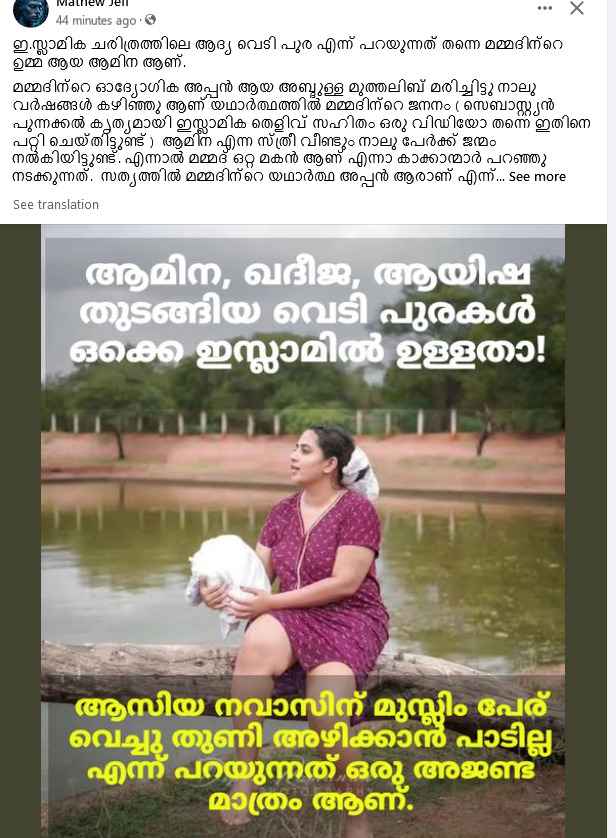 Mathew Jeff
44 minutes ago
ഇ.സ്ലാമിക ചരിത്രത്തിലെ ആദ്യ വെടി പുര എന്ന് പറയുന്നത് തന്നെ മമ്മദിന്റെ
ഉമ്മ ആയ ആമിന ആണ്.
മമ്മദിന്റെ ഓദ്യോഗിക അപ്പൻ ആയ അബ്ദുള്ള മുത്തലിബ് മരിച്ചിട്ടു നാലു
വർഷങ്ങൾ കഴിഞ്ഞു ആണ് യഥാർത്ഥത്തിൽ മമ്മദിന്റെ ജനനം ( സെബാസ്റ്റ്യൻ
പുന്നക്കൽ കൃത്യമായി ഇസ്ലാമിക തെളിവ് സഹിതം ഒരു വിഡിയോ തന്നെ ഇതിനെ
പറ്റി ചെയ്തിട്ടുണ്ട് ) ആമിന എന്ന സ്ത്രീ വീണ്ടും നാലു പേർക്ക് ജന്മം
നൽകിയിട്ടുണ്ട്. എന്നാൽ മമ്മദ് ഒറ്റ മകൻ ആണ് എന്നാ കാക്കാന്മാർ പറഞ്ഞു
നടക്കുന്നത്. സത്യത്തിൽ മമ്മദിന്റെ യഥാർത്ഥ അപ്പൻ ആരാണ് എന്ന്... See more
See translation
ആമിന, ഖദീജ, ആയിഷ
തുടങ്ങിയ വെടി പുരകൾ
ഒക്കെ ഇസ്ലാമിൽ ഉള്ളതാ!
ആസിയ നവാസിന് മുസ്ലിം പേര്
വെച്ചു തുണി അഴിക്കാൻ പാടില്ല
എന്ന് പറയുന്നത് ഒരു അജണ്ട
മാത്രം ആണ്.